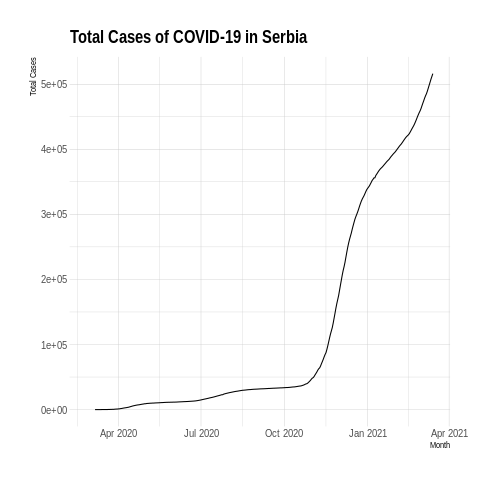 Total Cases of COVID-19 in Serbia
Total Cases
5e+05
4e+05
3e+05
2e+05
1e+05
0e+00
Apr 2020 Jul 2020 Oct 2020 Jan 2021 Apr 2021
Month